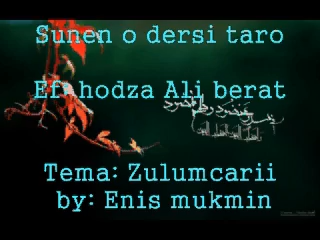 Sunen o dersi taro
Ef. hodza Ali berat
Tema: Zulumcarii
by: Enis mukmin